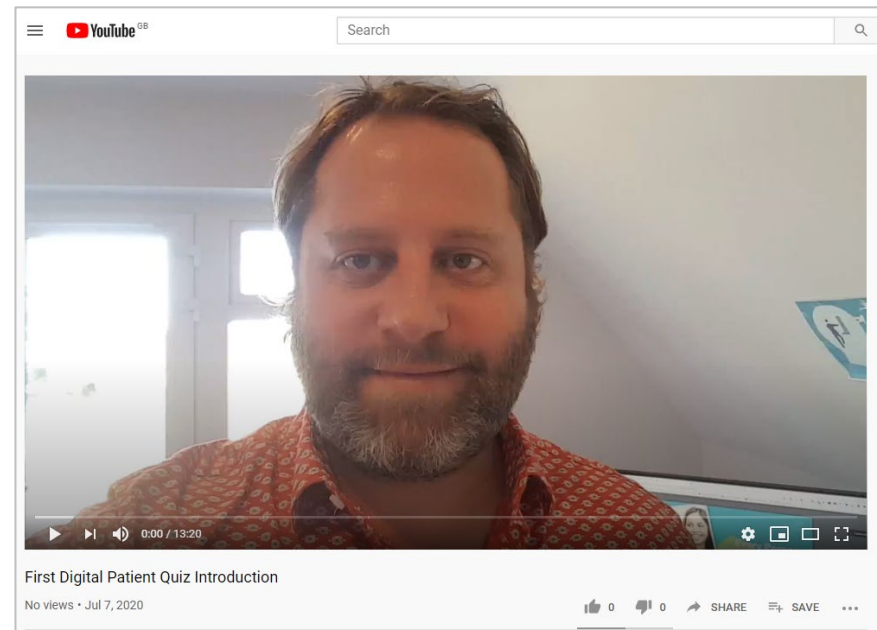 YouTube GB
Search
0:00 / 13:20
First Digital Patient Quiz Introduction
No views • Jul 7, 2020
0
0
SHARE
SAVE